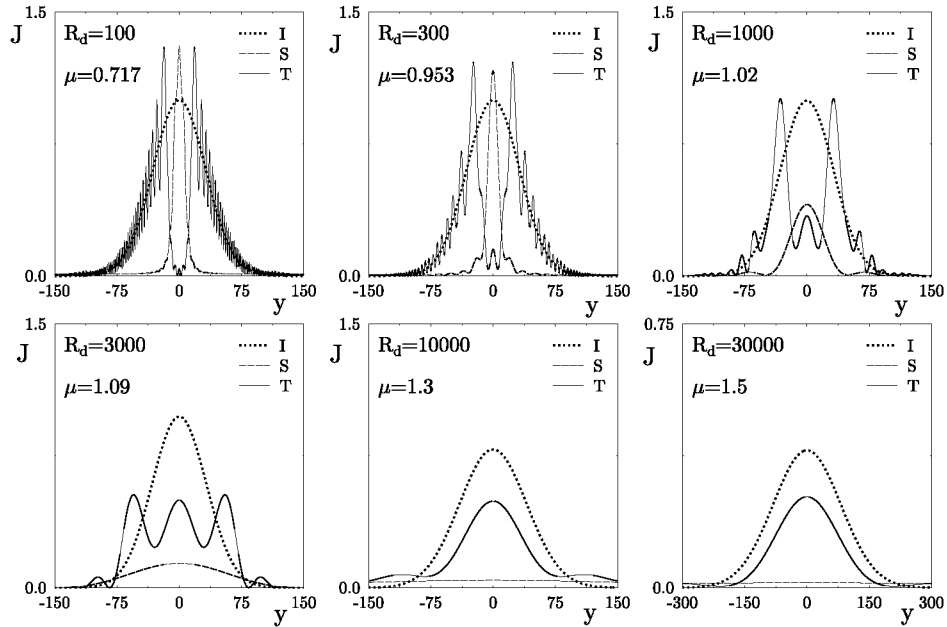 1.5
J
R_d=100
I
S
μ=0.717
T
0.0
-150 -75 0 75 150
y
1.5
J
R_d=300
I
S
μ=0.953
T
0.0
-150 -75 0 75 150
y
1.5
J
R_d=1000
I
S
μ=1.02
T
0.0
-150 -75 0 75 150
y
1.5
J
R_d=3000
I
S
μ=1.09
T
0.0
-150 -75 0 75 150
y
1.5
J
R_d=10000
I
S
μ=1.3
T
0.0
-150 -75 0 75 150
y
0.75
J
R_d=30000
I
S
μ=1.5
T
0.0
-300 -150 0 150 300
y